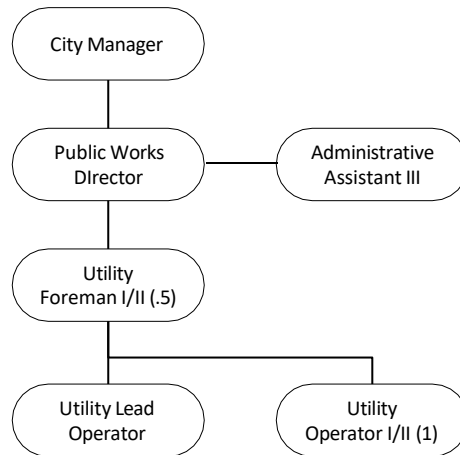 City Manager
Public Works
DIrector
Administrative
Assistant III
Utility
Foreman I/II (.5)
Utility Lead
Operator
Utility
Operator I/II (1)